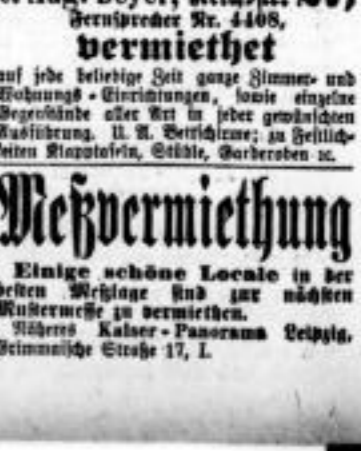 Fernsprecher Nr. 4408,
vermiethet
auf jede beliebige Zeit ganze Zimmer- und
Wohnungs-Einrichtungen, sowie einzelne
Gegenstände aller Art in jeder gewünschten
Ausführung. U. A. Bettschirme; zu Festlich-
keiten Klapptafeln, Stühle, Garderoben ꝛc.
Meßvermiethung
Einige schöne Locale in der
besten Meßlage sind zur nächsten
Mustermesse zu vermiethen.
Näheres Kaiser-Panorama Leipzig,
Grimmaische Straße 17, I.